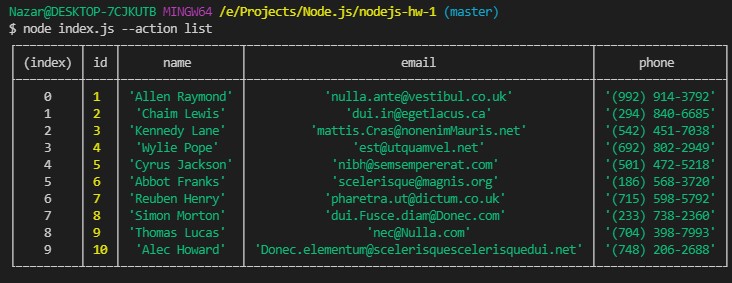 Nazar@DESKTOP-7CJKUTB MINGW64 /e/Projects/Node.js/nodejs-hw-1 (master)
$ node index.js --action list
(index) id name email phone
0 1 'Allen Raymond' 'nulla.ante@vestibul.co.uk' '(992) 914-3792'
1 2 'Chaim Lewis' 'dui.in@egetlacus.ca' '(294) 840-6685'
2 3 'Kennedy Lane' 'mattis.Cras@nonenimMauris.net' '(542) 451-7038'
3 4 'Wylie Pope' 'est@utquamvel.net' '(692) 802-2949'
4 5 'Cyrus Jackson' 'nibh@semsempererat.com' '(501) 472-5218'
5 6 'Abbot Franks' 'scelerisque@magnis.org' '(186) 568-3720'
6 7 'Reuben Henry' 'pharetra.ut@dictum.co.uk' '(715) 598-5792'
7 8 'Simon Morton' 'dui.Fusce.diam@Donec.com' '(233) 738-2360'
8 9 'Thomas Lucas' 'nec@Nulla.com' '(704) 398-7993'
9 10 'Alec Howard' 'Donec.elementum@scelerisquescelerisquedui.net' '(748) 206-2688'